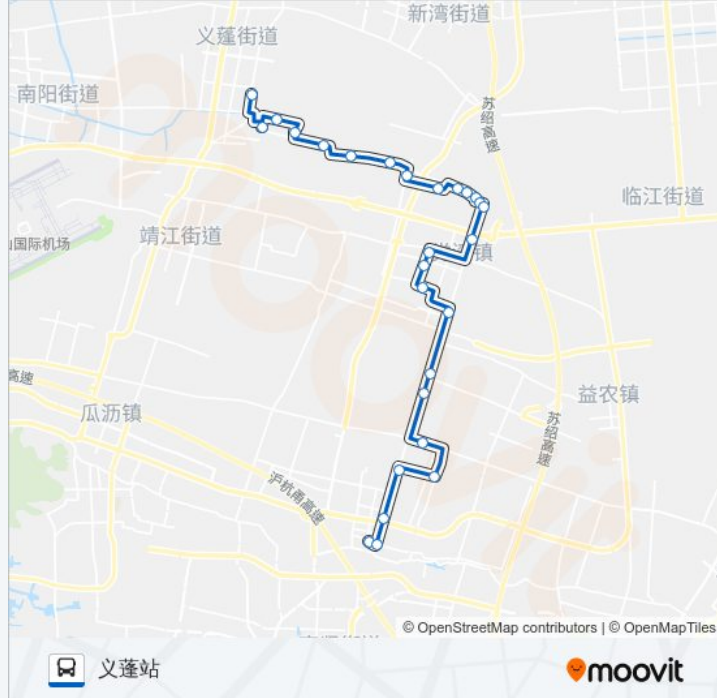 新湾街道
义蓬街道
南阳街道
苏绍高速
临江街道
靖江街道
山国际机场
镇
高速
益农镇
瓜沥镇
苏绍高速
沪杭甬高速
© OpenStreetMap contributors | © OpenMapTiles
义蓬站
moovit